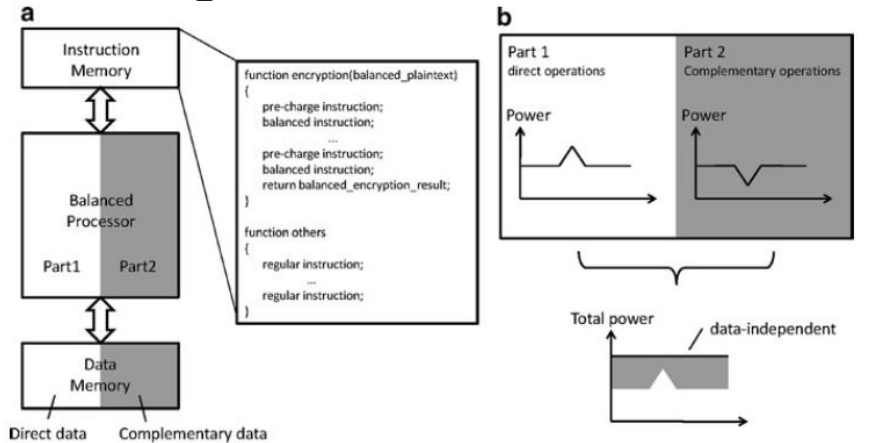 a
Instruction
Memory
Balanced
Processor
Part1
Part2
Data
Memory
Direct data
Complementary data
function encryption(balanced_plaintext)
{
pre-charge instruction;
balanced instruction;
...
pre-charge instruction;
balanced instruction;
return balanced_encryption_result;
}
function others
{
regular instruction;
...
regular instruction;
}
b
Part 1
direct operations
Power
Part 2
Complementary operations
Power
Total power
data-independent